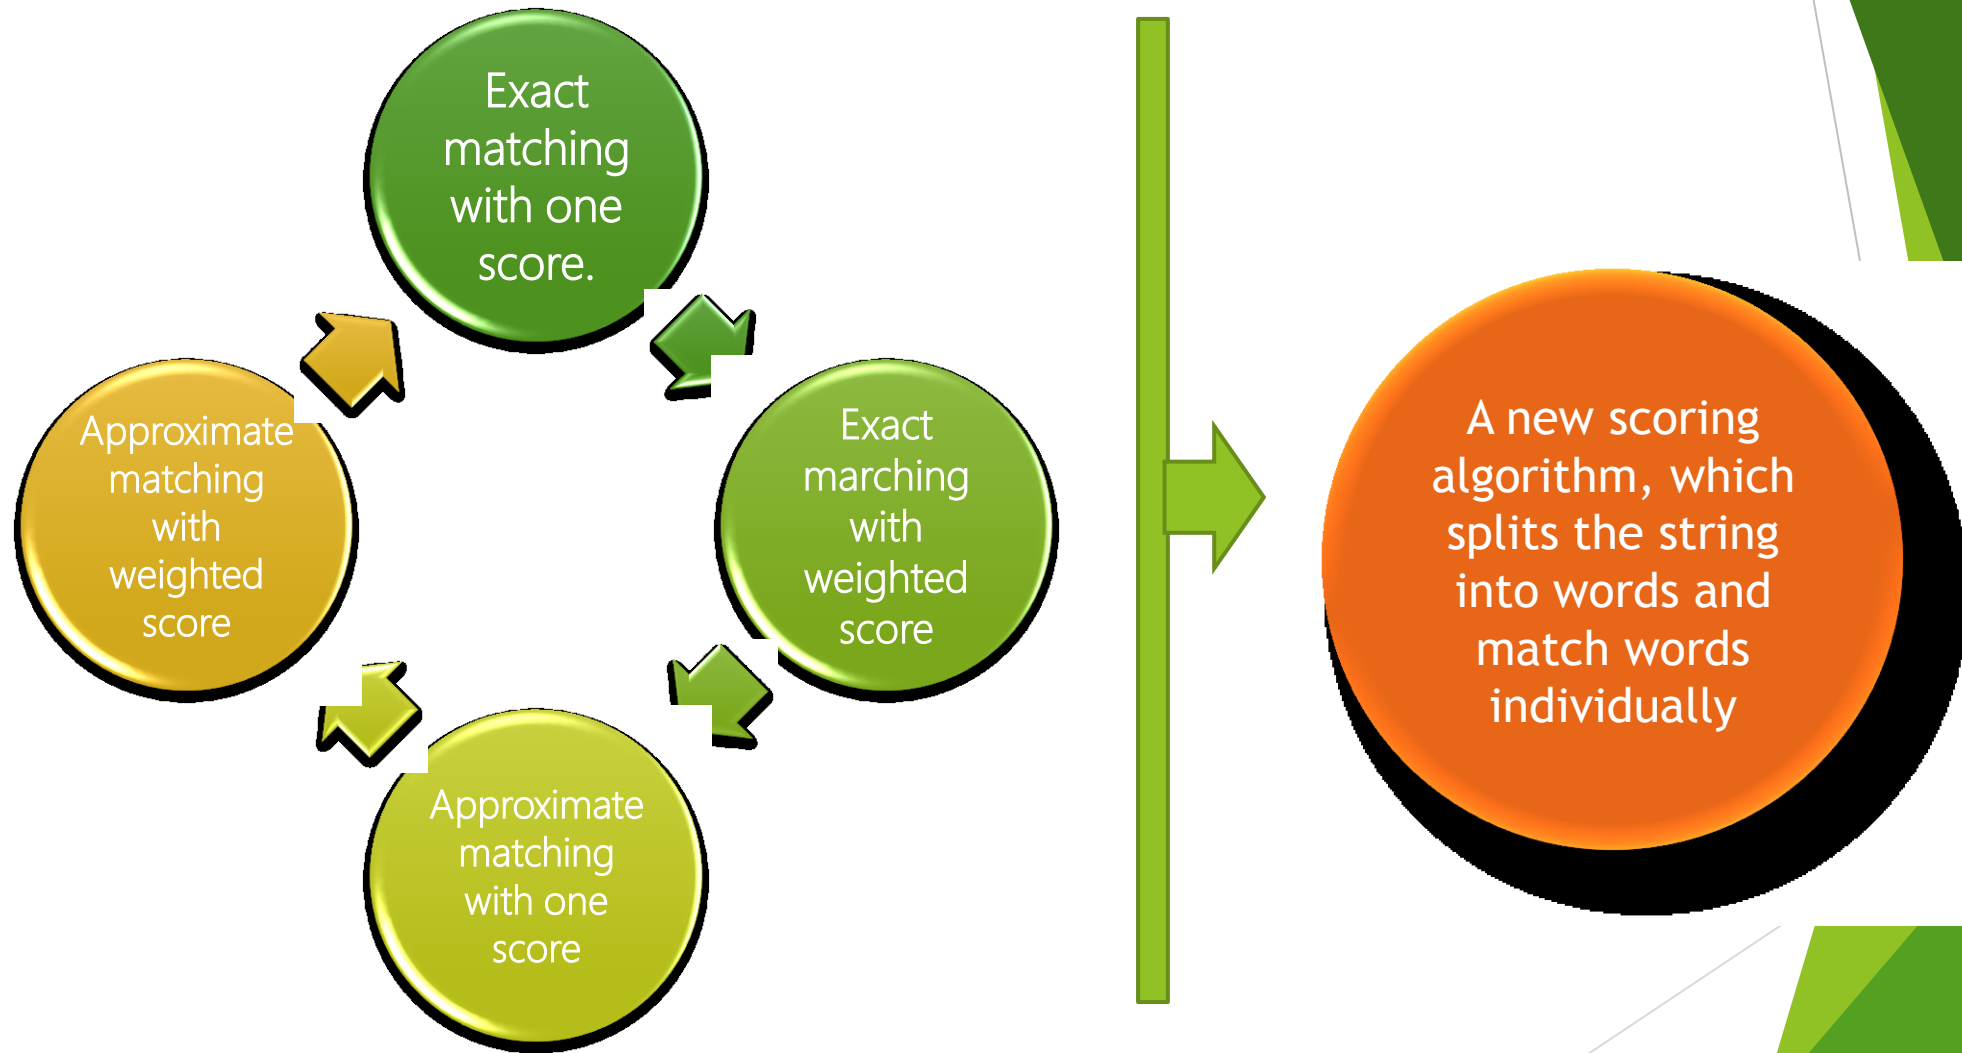 Exact
matching
with one
score.
Exact
marching
with
weighted
score
Approximate
matching
with one
score
Approximate
matching
with
weighted
score
A new scoring
algorithm, which
splits the string
into words and
match words
individually